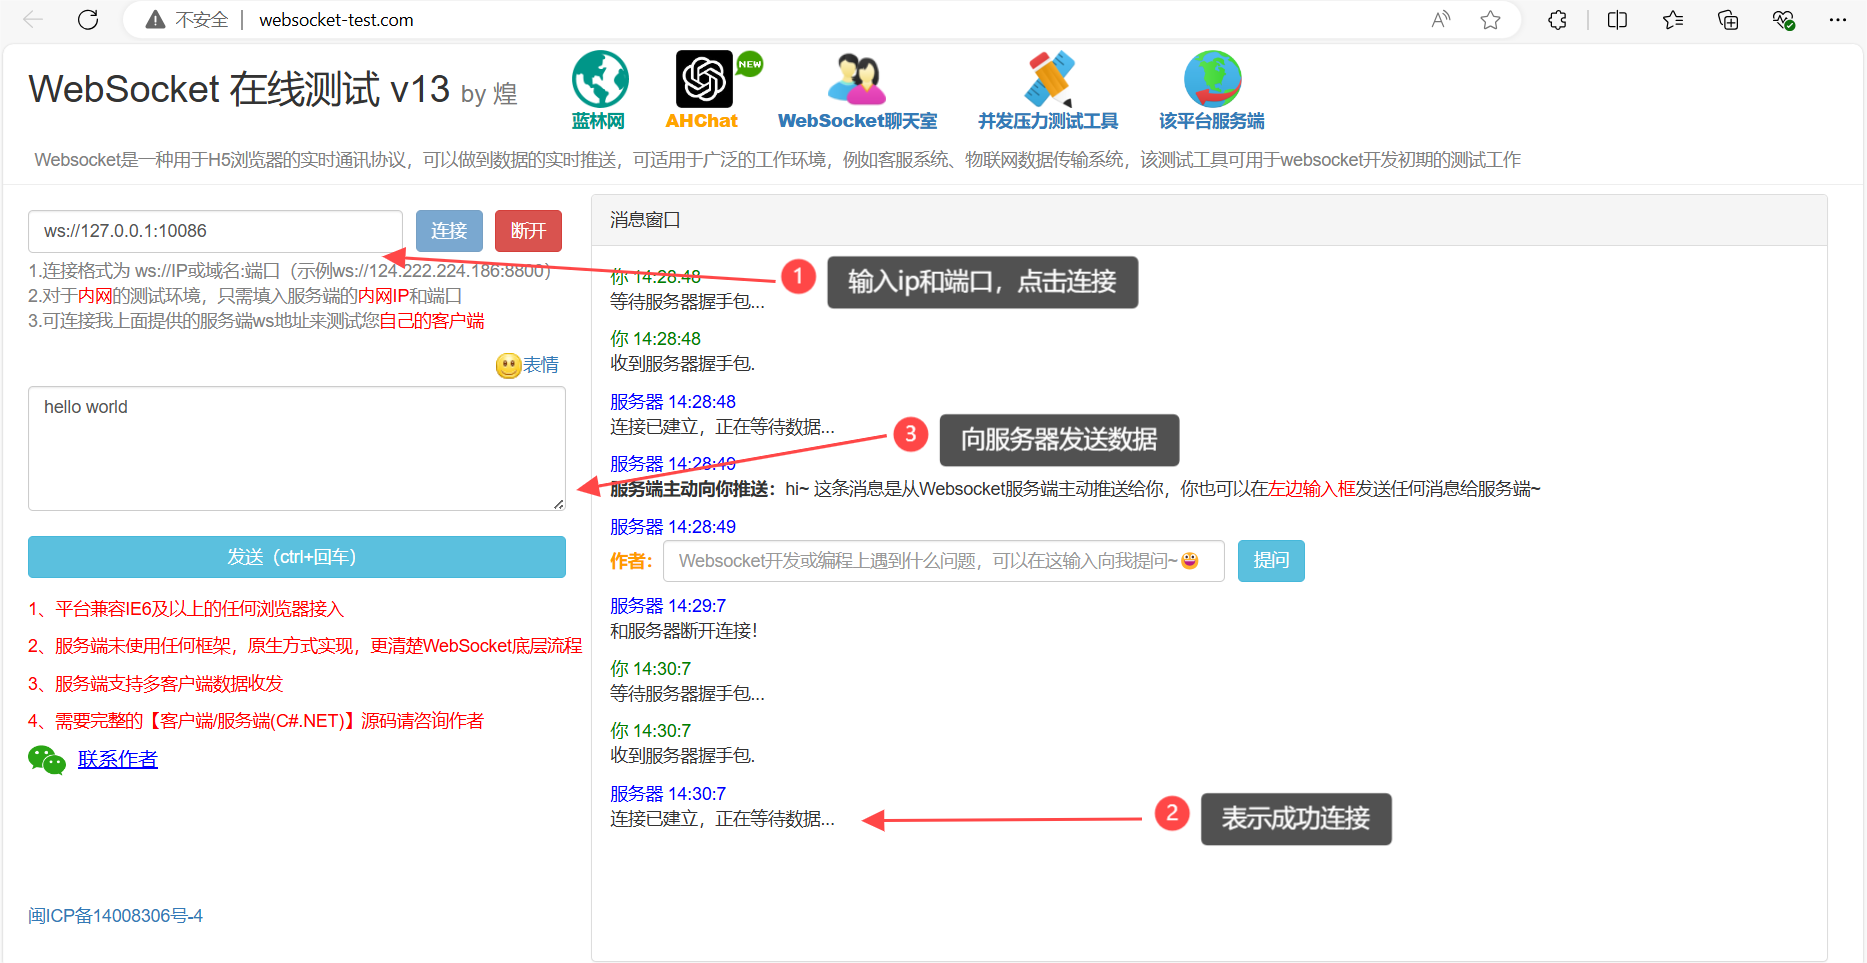 不安全 | websocket-test.com
WebSocket 在线测试 v13 by 煌
蓝林网
NEW
AHChat
WebSocket聊天室
并发压力测试工具
该平台服务端
Websocket是一种用于H5浏览器的实时通讯协议，可以做到数据的实时推送，可适用于广泛的工作环境，例如客服系统、物联网数据传输系统，该测试工具可用于websocket开发初期的测试工作
ws://127.0.0.1:10086
连接
断开
1.连接格式为 ws://IP或域名:端口（示例ws://124.222.224.186:8800）
2.对于内网的测试环境，只需填入服务端的内网IP和端口
3.可连接我上面提供的服务端ws地址来测试您自己的客户端
表情
hello world
发送（ctrl+回车）
1、平台兼容IE6及以上的任何浏览器接入
2、服务端未使用任何框架，原生方式实现，更清楚WebSocket底层流程
3、服务端支持多客户端数据收发
4、需要完整的【客户端/服务端(C#.NET)】源码请咨询作者
联系作者
闽ICP备14008306号-4
消息窗口
你 14:28:48
等待服务器握手包...
1 输入ip和端口，点击连接
你 14:28:48
收到服务器握手包.
服务器 14:28:48
连接已建立，正在等待数据...
3 向服务器发送数据
服务器 14:28:49
服务端主动向你推送：hi~ 这条消息是从Websocket服务端主动推送给你，你也可以在左边输入框发送任何消息给服务端~
服务器 14:28:49
作者： Websocket开发或编程上遇到什么问题，可以在这输入向我提问~😀 提问
服务器 14:29:7
和服务器断开连接！
你 14:30:7
等待服务器握手包...
你 14:30:7
收到服务器握手包.
服务器 14:30:7
连接已建立，正在等待数据...
2 表示成功连接